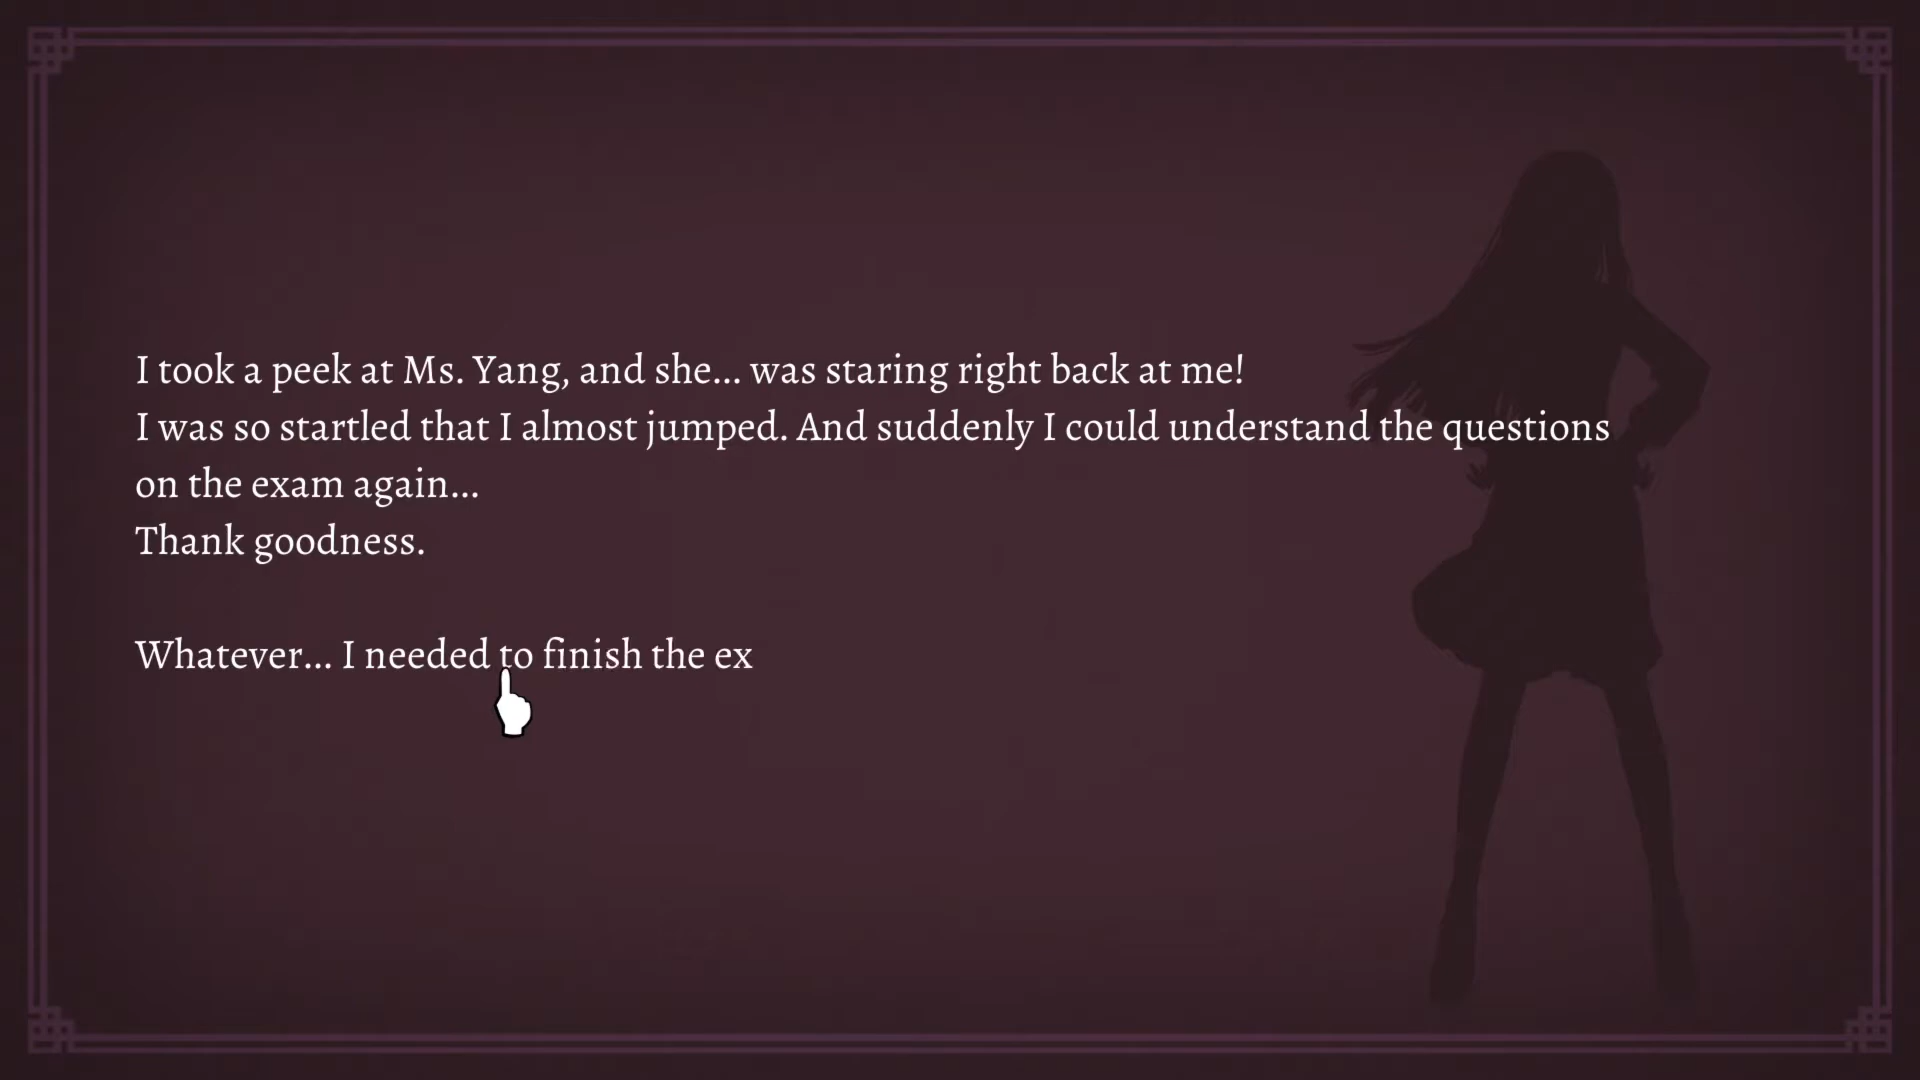 I took a peek at Ms. Yang, and she... was staring right back at me!
I was so startled that I almost jumped. And suddenly I could understand the questions
on the exam again...
Thank goodness.
Whatever... I needed to finish the ex